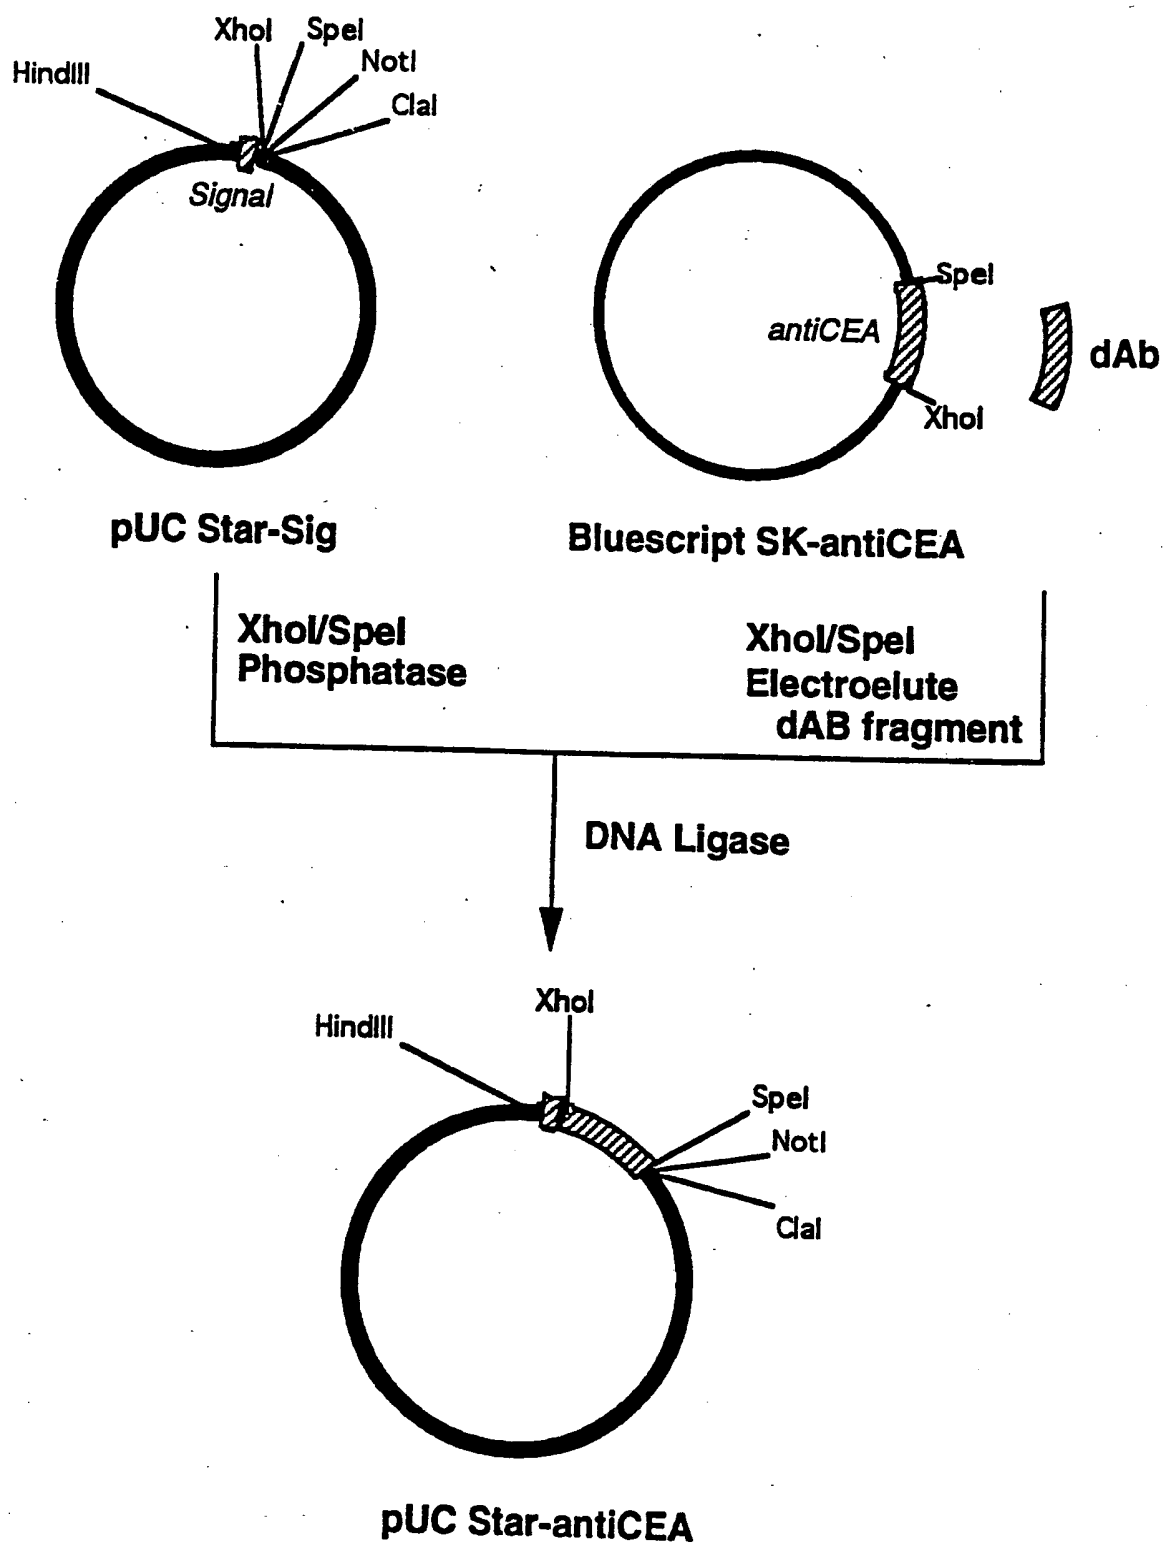 XhoI
SpeI
NotI
HindIII
ClaI
Signal
SpeI
antiCEA
dAb
XhoI
pUC Star-Sig
Bluescript SK-antiCEA
XhoI/SpeI
Phosphatase
XhoI/SpeI
Electroelute
dAB fragment
DNA Ligase
XhoI
HindIII
SpeI
NotI
ClaI
pUC Star-antiCEA